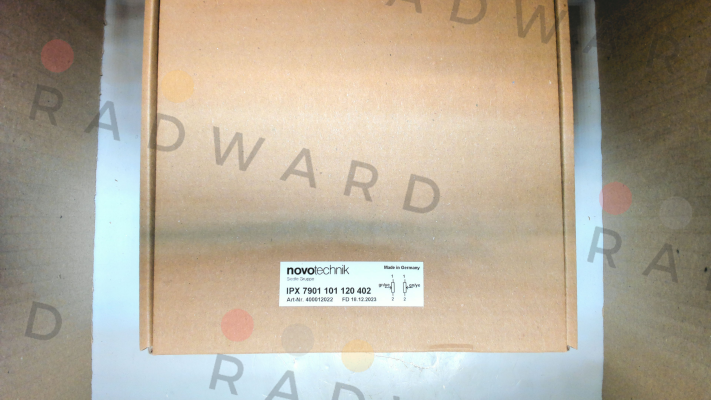 RADWARD
RADWARD
RADWARD
novotechnik
Siedle Gruppe
Made in Germany
IPX 7901 101 120 402
Art-Nr. 400012022 FD 18.12.2023